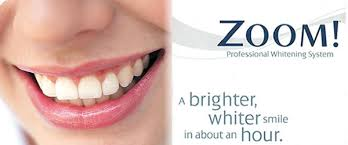 ZOOM!
Professional Whitening System
A brighter,
whiter smile
in about an hour.